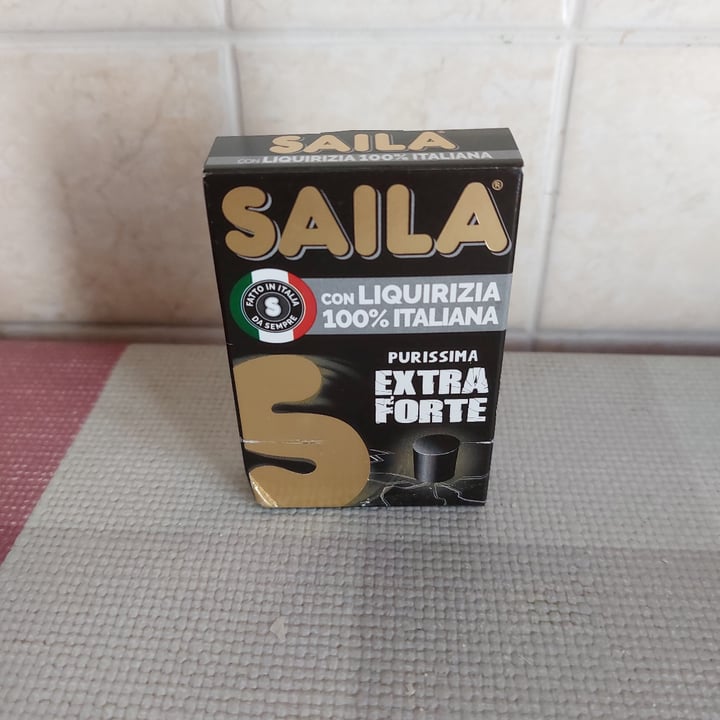 SAILA
CON LIQUIRIZIA 100% ITALIANA
SAILA®
FATTO IN ITALIA
S
DA SEMPRE
CON LIQUIRIZIA
100% ITALIANA
PURISSIMA
EXTRA
FORTE
S